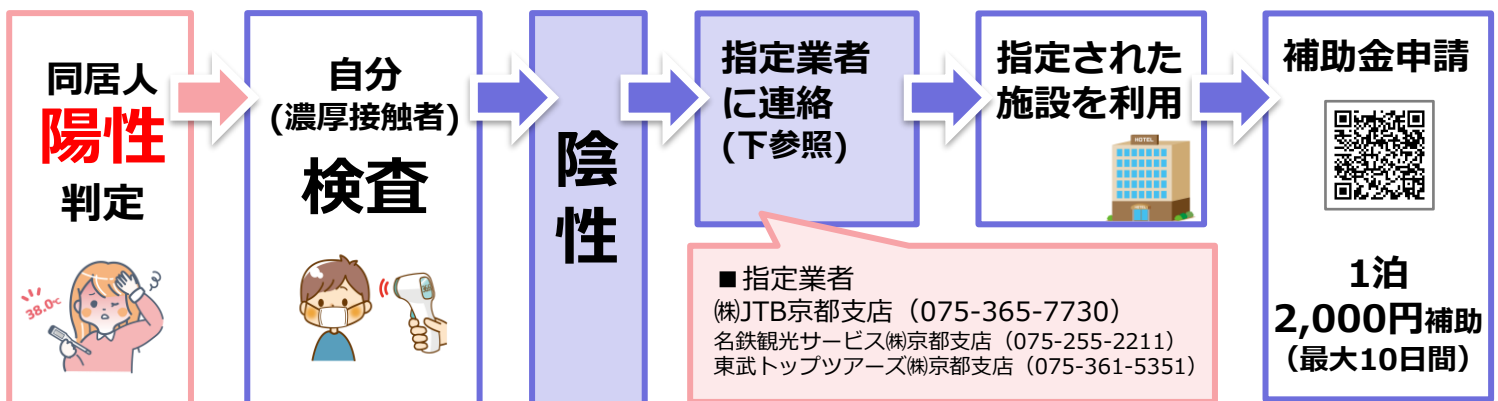 同居人
陽性
判定
38.0℃
自分
(濃厚接触者)
検査
陰性
指定業者
に連絡
(下参照)
指定された
施設を利用
HOTEL
補助金申請
1泊
2,000円補助
（最大10日間）
■指定業者
㈱JTB京都支店（075-365-7730）
名鉄観光サービス㈱京都支店（075-255-2211）
東武トップツアーズ㈱京都支店（075-361-5351）